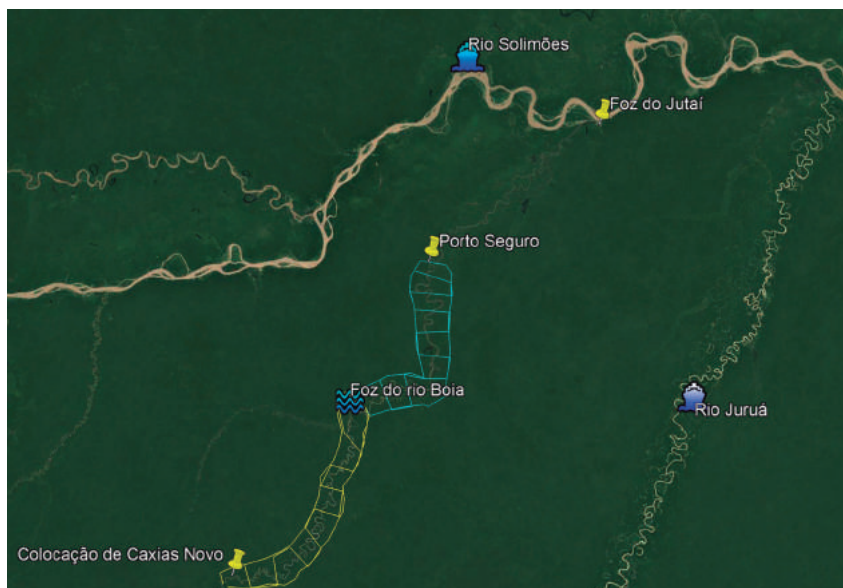 Rio Solimões
Foz do Jutaí
Porto Seguro
Foz do rio Boia
Rio Juruá
Colocação de Caxias Novo